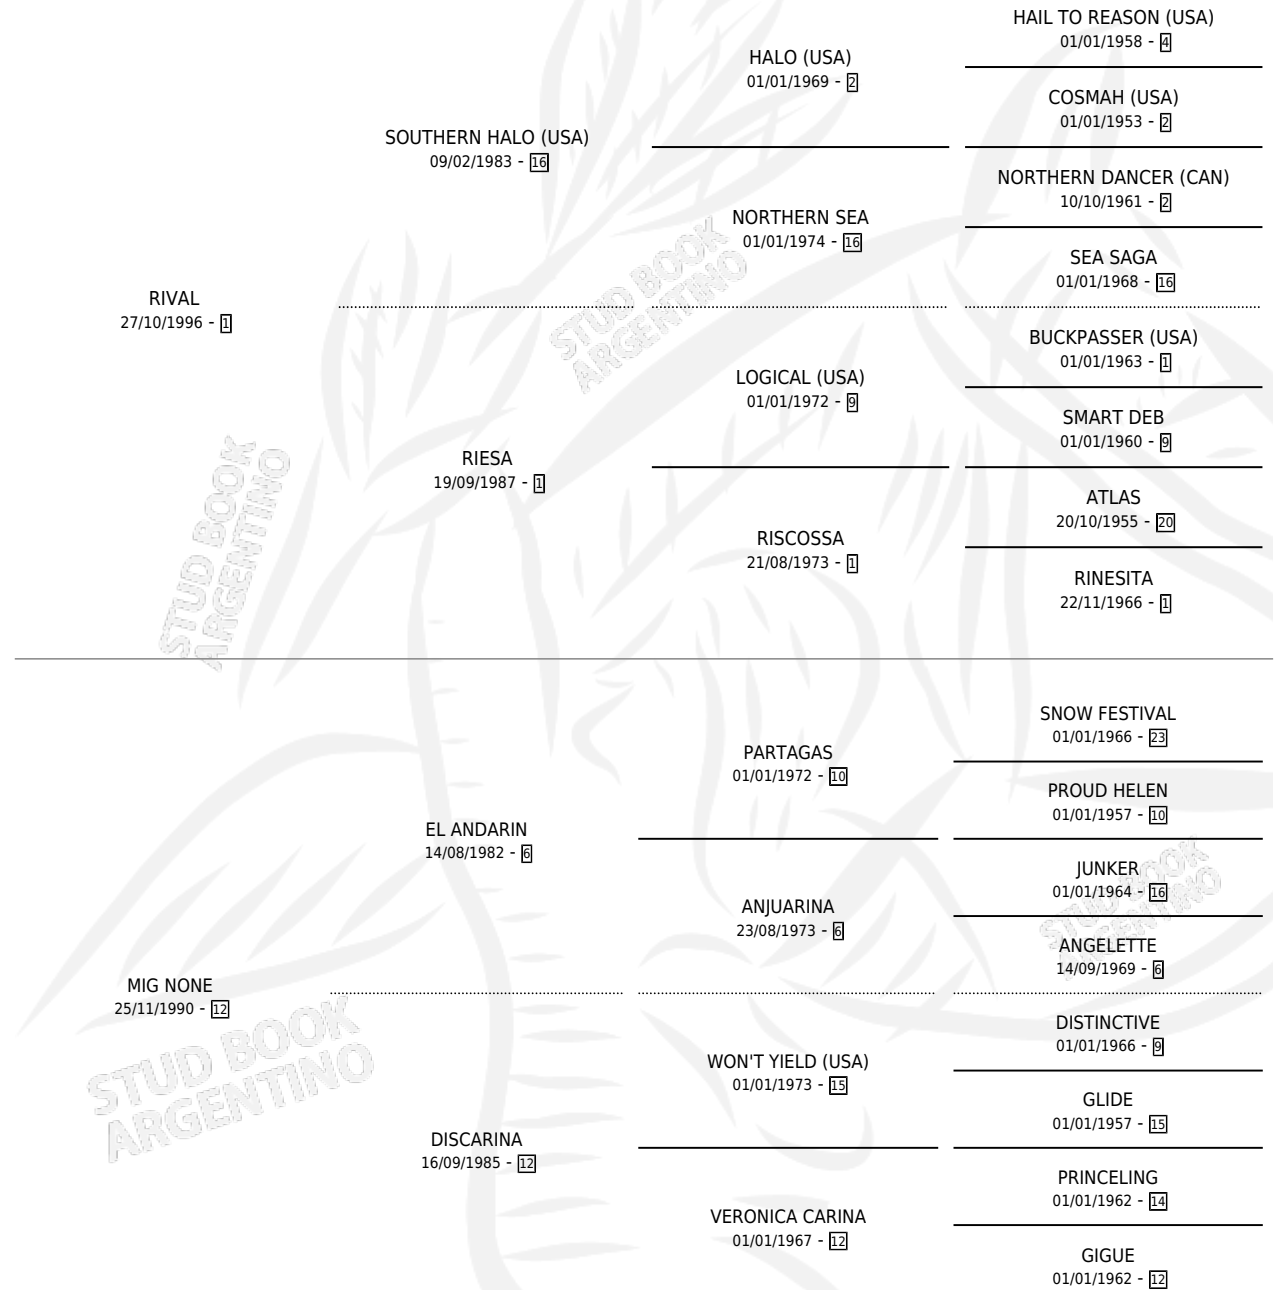 HAIL TO REASON (USA)
01/01/1958 - 4
HALO (USA)
01/01/1969 - 2
COSMAH (USA)
01/01/1953 - 2
SOUTHERN HALO (USA)
09/02/1983 - 16
NORTHERN DANCER (CAN)
10/10/1961 - 2
NORTHERN SEA
01/01/1974 - 16
SEA SAGA
01/01/1968 - 16
RIVAL
27/10/1996 - 1
STUD BOOK
ARGENTINO
BUCKPASSER (USA)
01/01/1963 - 1
LOGICAL (USA)
01/01/1972 - 9
SMART DEB
01/01/1960 - 9
RIESA
19/09/1987 - 1
ATLAS
20/10/1955 - 20
RISCOSSA
21/08/1973 - 1
RINESITA
22/11/1966 - 1
STUD BOOK
ARGENTINO
SNOW FESTIVAL
01/01/1966 - 23
PARTAGAS
01/01/1972 - 10
PROUD HELEN
01/01/1957 - 10
EL ANDARIN
14/08/1982 - 6
JUNKER
01/01/1964 - 16
ANJUARINA
23/08/1973 - 6
ANGELETTE
14/09/1969 - 6
STUD BOOK
ARGENTINO
MIG NONE
25/11/1990 - 12
DISTINCTIVE
01/01/1966 - 9
WON'T YIELD (USA)
01/01/1973 - 15
GLIDE
01/01/1957 - 15
STUD BOOK
ARGENTINO
DISCARINA
16/09/1985 - 12
PRINCELING
01/01/1962 - 14
VERONICA CARINA
01/01/1967 - 12
GIGUE
01/01/1962 - 12